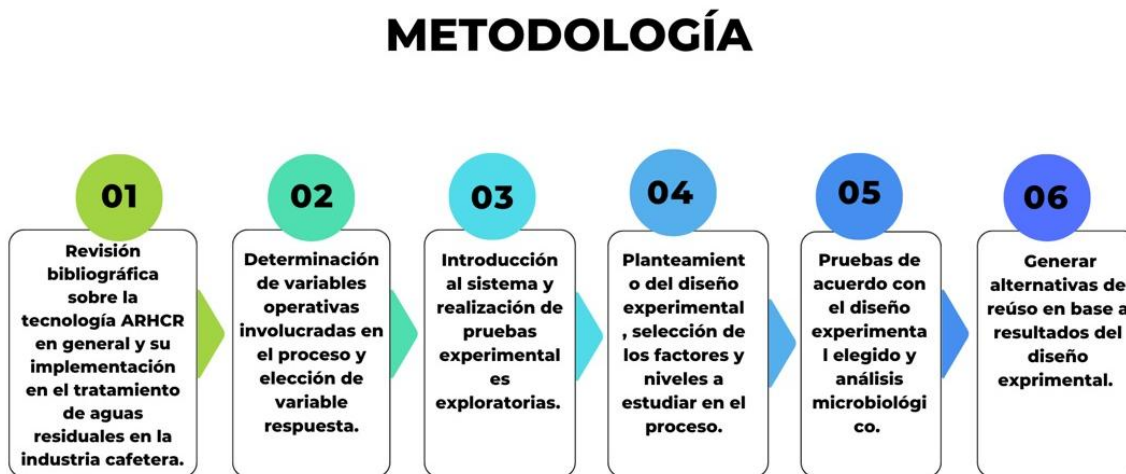 METODOLOGÍA
01
Revisión
bibliográfica
sobre la
tecnología ARHCR
en general y su
implementación
en el tratamiento
de aguas
residuales en la
industria cafetera.
02
Determinación
de variables
operativas
involucradas en
el proceso y
elección de
variable
respuesta.
03
Introducción
al sistema y
realización de
pruebas
experimental
es
exploratorias.
04
Planteamient
o del diseño
experimental
, selección de
los factores y
niveles a
estudiar en el
proceso.
05
Pruebas de
acuerdo con
el diseño
experimenta
l elegido y
análisis
microbiológi
co.
06
Generar
alternativas de
reúso en base a
resultados del
diseño
exprimental.